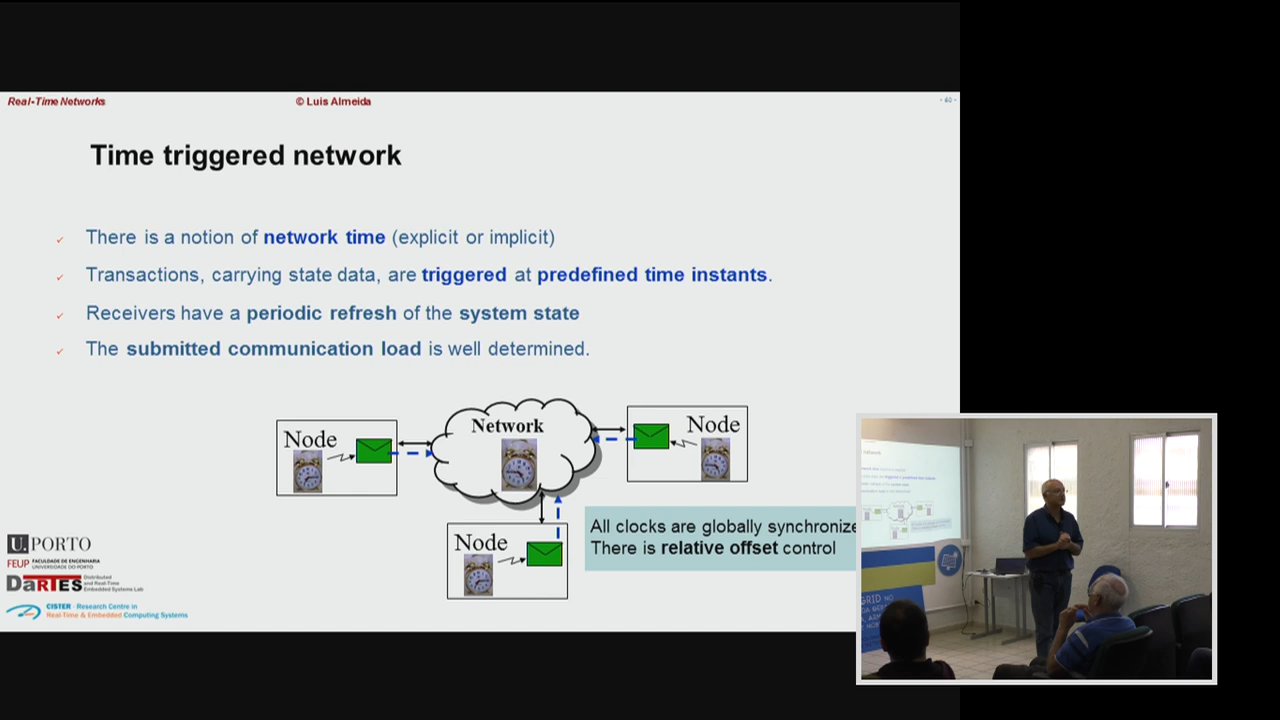 Real-Time Networks
© Luis Almeida
- 60 -
Time triggered network
There is a notion of network time (explicit or implicit)
Transactions, carrying state data, are triggered at predefined time instants.
Receivers have a periodic refresh of the system state
The submitted communication load is well determined.
Node
Network
Node
Node
All clocks are globally synchronize
There is relative offset control
U.PORTO
FEUP FACULDADE DE ENGENHARIA
UNIVERSIDADE DO PORTO
DaRTES Distributed
and Real-Time
Embedded Systems Lab
CISTER - Research Centre in
Real-Time & Embedded Computing Systems
GRID NO